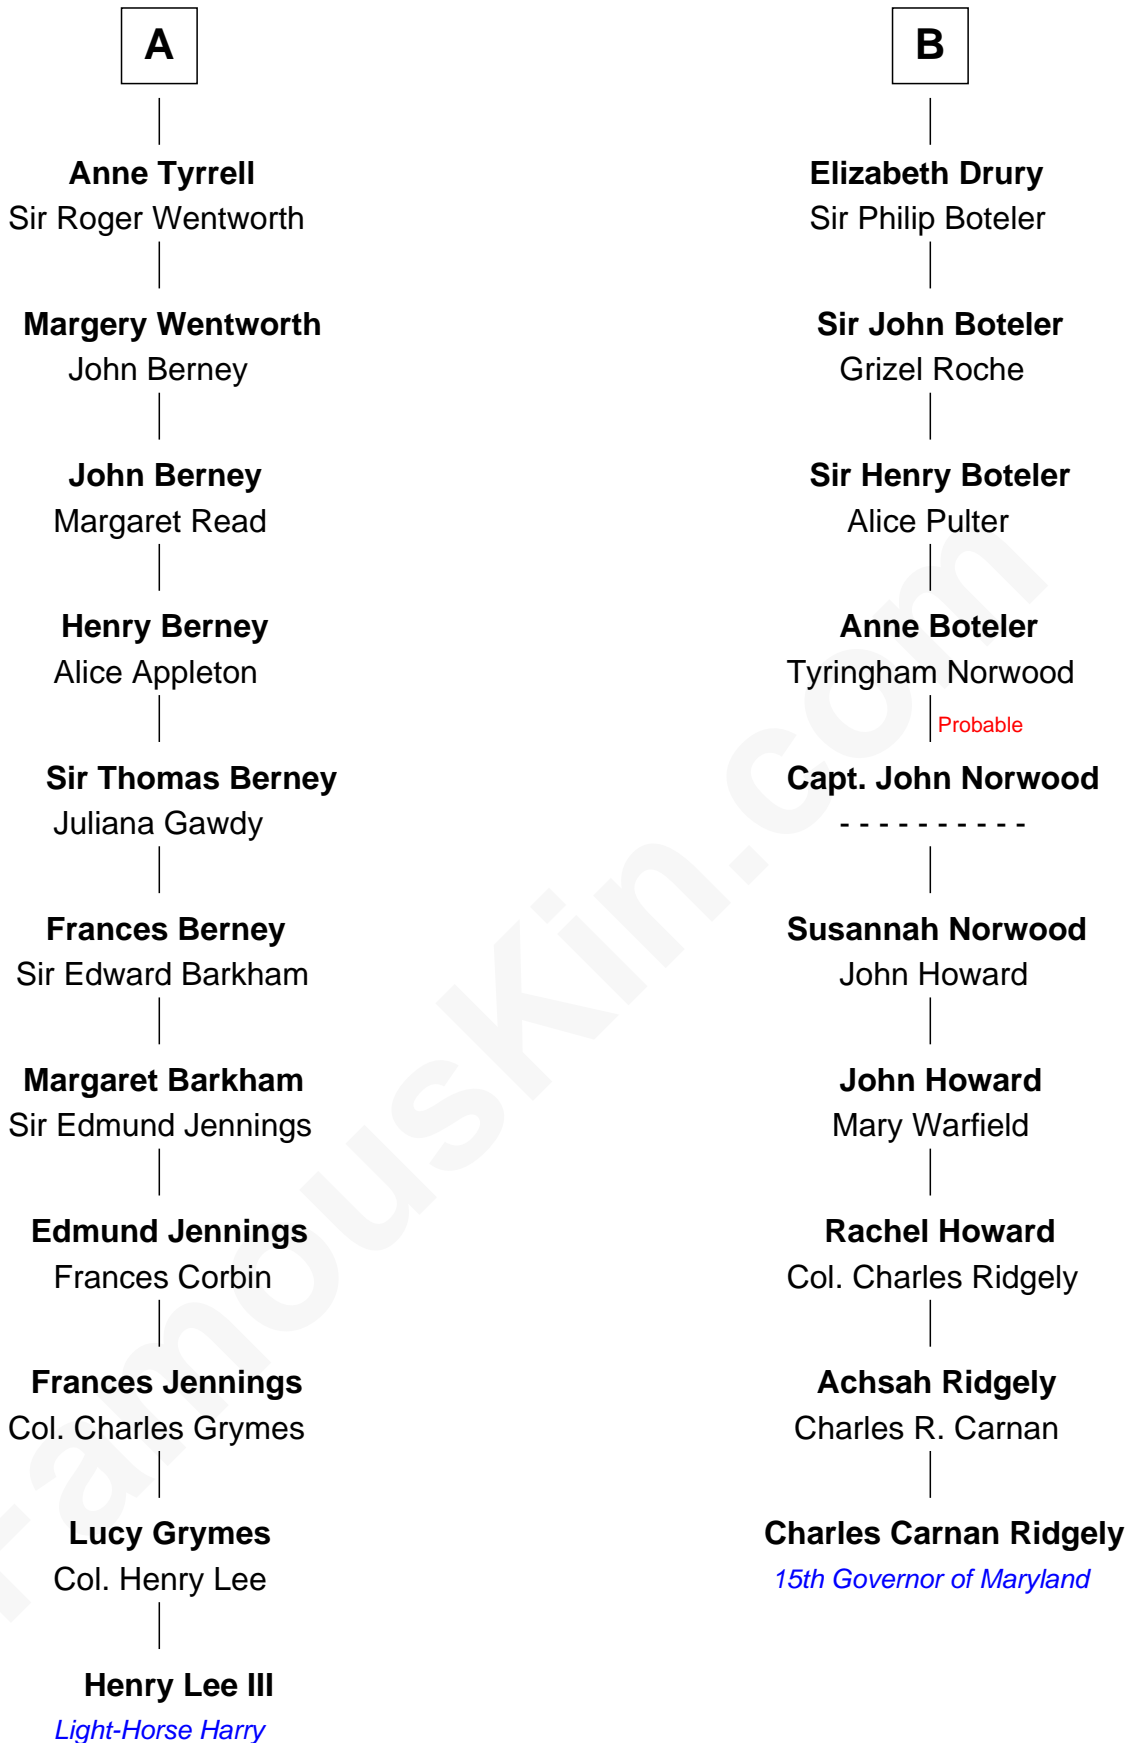 A
Anne Tyrrell
Sir Roger Wentworth
Margery Wentworth
John Berney
John Berney
Margaret Read
Henry Berney
Alice Appleton
Sir Thomas Berney
Juliana Gawdy
Frances Berney
Sir Edward Barkham
Margaret Barkham
Sir Edmund Jennings
Edmund Jennings
Frances Corbin
Frances Jennings
Col. Charles Grymes
Lucy Grymes
Col. Henry Lee
Henry Lee III
Light-Horse Harry
B
Elizabeth Drury
Sir Philip Boteler
Sir John Boteler
Grizel Roche
Sir Henry Boteler
Alice Pulter
Anne Boteler
Tyringham Norwood
Probable
Capt. John Norwood
- - - - - - - - - -
Susannah Norwood
John Howard
John Howard
Mary Warfield
Rachel Howard
Col. Charles Ridgely
Achsah Ridgely
Charles R. Carnan
Charles Carnan Ridgely
15th Governor of Maryland
FamousKin.com